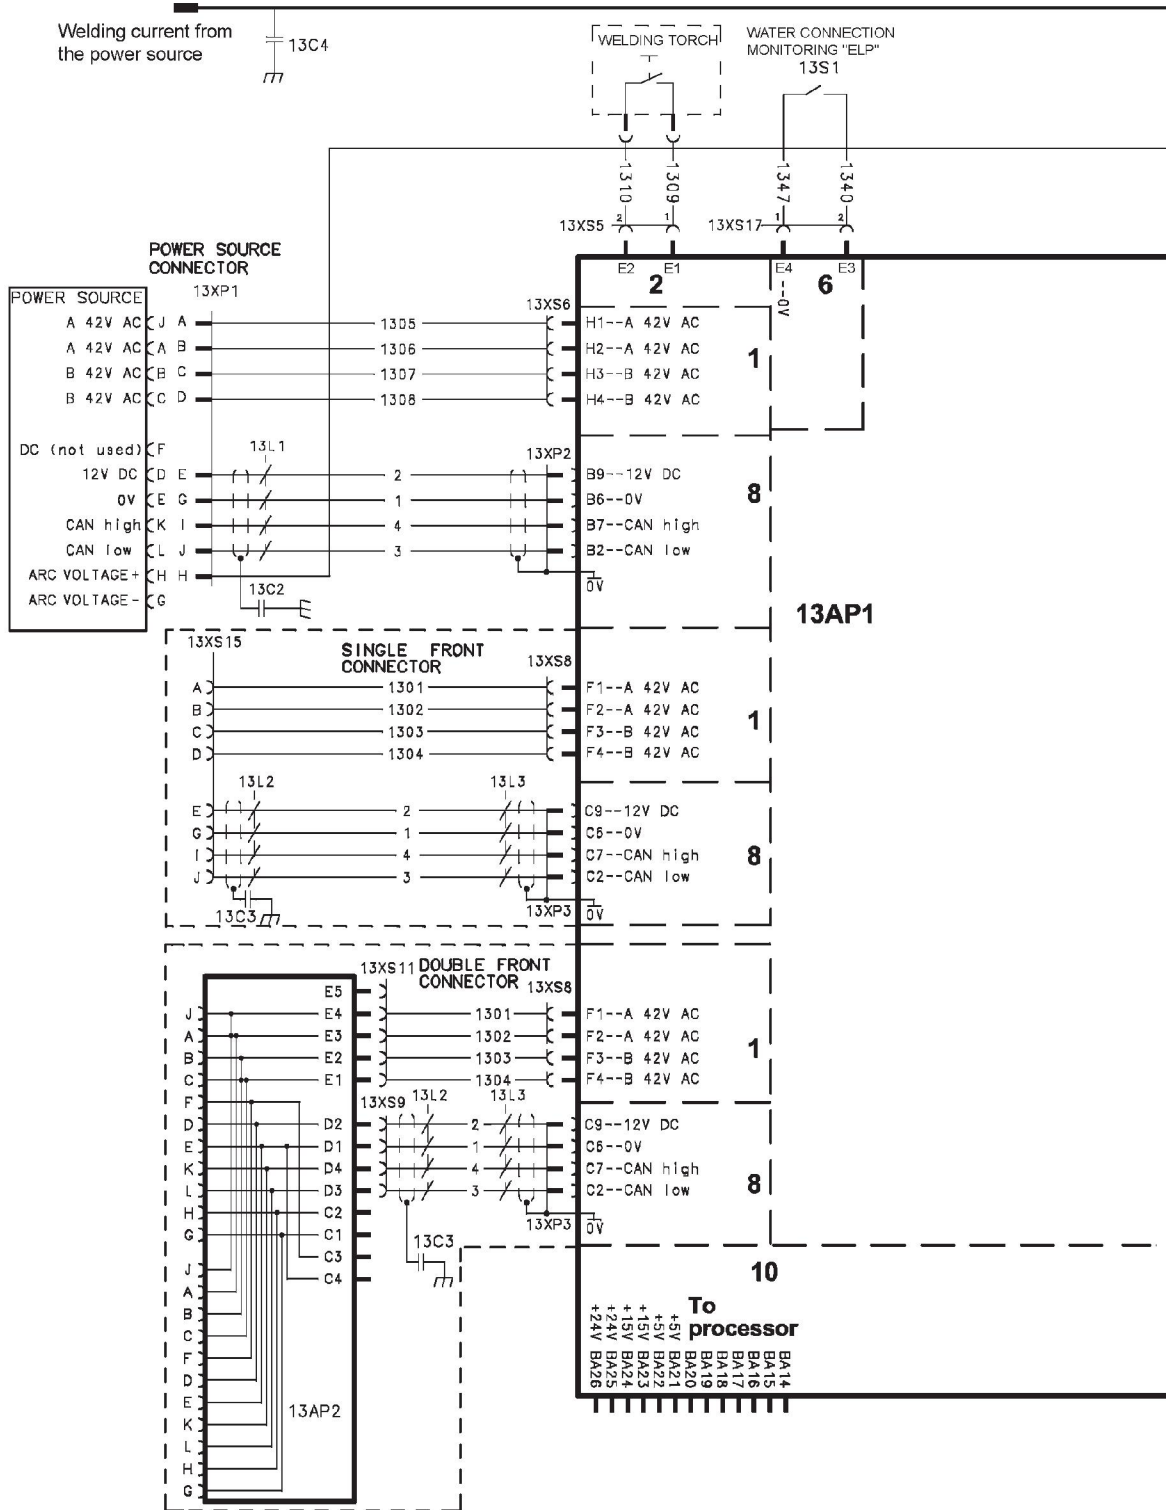 Welding current from
the power source
13C4
WELDING TORCH
WATER CONNECTION
MONITORING "ELP"
13S1
1310
1309
1347
1340
13XS5 2 1
13XS17 1 2
E2 E1 E4 E3
2 6
--0V
POWER SOURCE
CONNECTOR
13XP1
13XS6
POWER SOURCE
A 42V AC J A 1305 H1--A 42V AC
A 42V AC A B 1306 H2--A 42V AC
B 42V AC B C 1307 H3--B 42V AC
B 42V AC C D 1308 H4--B 42V AC
1
DC (not used) F
13L1
13XP2
12V DC D E 2 B9--12V DC
0V E G 1 B6--0V
CAN high K I 4 B7--CAN high
CAN low L J 3 B2--CAN low
8
ARC VOLTAGE+ H H
0V
ARC VOLTAGE- G
13C2
13AP1
13XS15
SINGLE FRONT
CONNECTOR
13XS8
A 1301 F1--A 42V AC
B 1302 F2--A 42V AC
C 1303 F3--B 42V AC
D 1304 F4--B 42V AC
1
13L2
13L3
E 2 C9--12V DC
G 1 C6--0V
I 4 C7--CAN high
J 3 C2--CAN low
8
13C3
13XP3
0V
13XS11
DOUBLE FRONT
CONNECTOR
13XS8
E5
J E4 1301 F1--A 42V AC
A E3 1302 F2--A 42V AC
B E2 1303 F3--B 42V AC
C E1 1304 F4--B 42V AC
1
F
13XS9
13L2
13L3
D D2 2 C9--12V DC
E D1 1 C6--0V
K D4 4 C7--CAN high
L D3 3 C2--CAN low
8
H C2
13XP3
0V
G C1
13C3
C3
C4
J
A
B
C
F
D
E
K
L
H
G
13AP2
10
To
processor
+24V BA26
+24V BA25
+15V BA24
+15V BA23
+5V BA22
+5V BA21
BA20
BA19
BA18
BA17
BA16
BA15
BA14